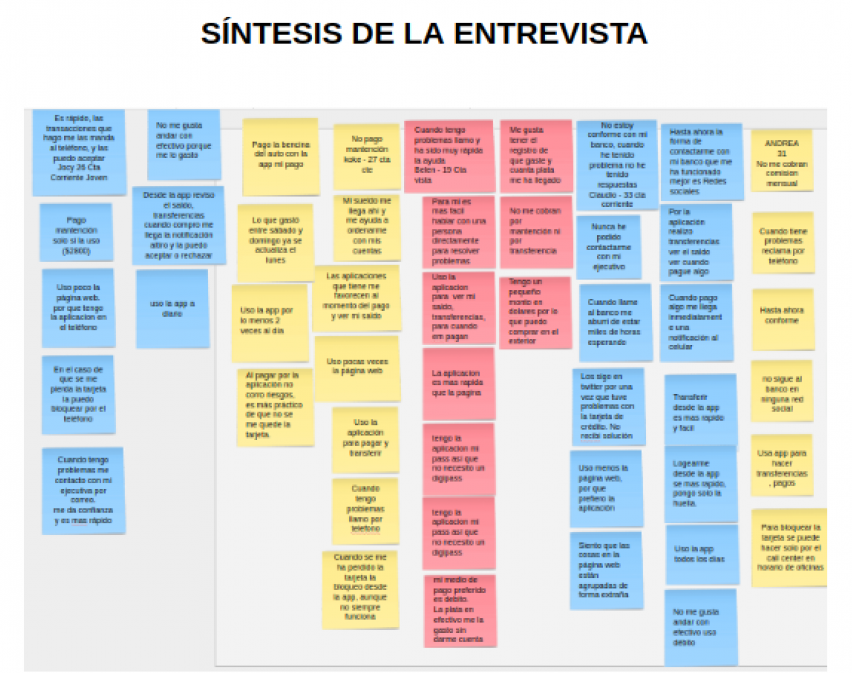 SÍNTESIS DE LA ENTREVISTA
Es rápido, las
transacciones que
hago me las manda
al teléfono, y las
puedo aceptar
Jocy 26 Cta
Corriente Joven
Pago
mantención
solo si la uso
($2800)
Uso poco la
página web,
por que tengo
la aplicacion en
el teléfono
En el caso de
que se me
pierda la tarjeta
la puedo
bloquear por el
teléfono
Cuando tengo
problemas me
contacto con mi
ejecutiva por
correo.
me da confianza
y es mas rápido
No me gusta
andar con
efectivo porque
me lo gasto
Desde la app reviso
el saldo,
transferencias
cuando compro me
llega la notificación
altiro y la puedo
aceptar o rechazar
uso la app a
diario
Pago la bencina
del auto con la
app mi pago
Lo que gastó
entre sábado y
domingo ya se
actualiza el
lunes
Uso la app por
lo menos 2
veces al día
Al pagar por la
aplicación no
corro riesgos,
es más práctico
de que no se
me quede la
tarjeta.
No pago
mantención
koke - 27 cta
cte
Mi sueldo me
llega ahi y
me ayuda a
ordenarme
con mis
cuentas
Las aplicaciones
que tiene me
favorecen al
momento del pago
y ver mi saldo
Uso pocas veces
la página web
Uso la
aplicación
para pagar y
transferir
Cuando
tengo
problemas
llamo por
telefono
Cuando se me
ha perdido la
tarjeta la
bloqueo desde
la app, aunque
no siempre
funciona
Cuando tengo
problemas llamo y
ha sido muy rápida
la ayuda
Belén - 19 Cta
vista
Para mi es
mas facil
hablar con una
persona
directamente
para resolver
problemas
Uso la
aplicacion
para ver mi
saldo,
transferencias,
para cuando
em pagan
La aplicacion
es mas rapida
que la pagina
tengo la
aplicacion mi
pass asi que
no necesito un
digipass
tengo la
aplicacion mi
pass asi que
no necesito un
digipass
mi medio de
pago preferido
es debito.
La plata en
efectivo me la
gasto sin
darme cuenta
Me gusta
tener el
registro de
que gaste y
cuanta plata
me ha llegado
No me cobran
por
mantención ni
por
transferencia
Tengo un
pequeño
monto en
dolares por lo
que puedo
comprar en el
exterior
No estoy
conforme con mi
banco, cuando
he tenido
problema no he
tenido
respuestas
Claudio - 33 cta
corriente
Nunca he
podido
contactarme
con mi
ejecutivo
Cuando llame
al banco me
aburri de estar
miles de horas
esperando
Los sigo en
twitter por una
vez que tuve
problemas con
la tarjeta de
crédito. No
recibi solución
Uso menos la
página web,
por que
prefiero la
aplicación
Siento que las
cosas en la
página web
están
agrupadas de
forma extraña
Hasta ahora la
forma de
contactarme con
mi banco que me
ha funcionado
mejor es Redes
sociales
Por la
aplicación
realizo
transferencias
ver el saldo
ver cuando
pague algo
Cuando pago
algo me llega
inmediatament
e una
notificación al
celular
Transferir
desde la app
es mas rapido
y facil
Logearme
desde la app
se mas rapido,
pongo solo la
huella.
Uso la app
todos los dias
No me gusta
andar con
efectivo uso
débito
ANDREA
31
No me cobran
comision
mensual
Cuando tiene
problemas
reclama por
teléfono
Hasta ahora
conforme
no sigue al
banco en
ninguna red
social
Usa app para
hacer
transferencias
, pagos
Para bloquear la
tarjeta se puede
hacer solo por el
call center en
horario de oficinas